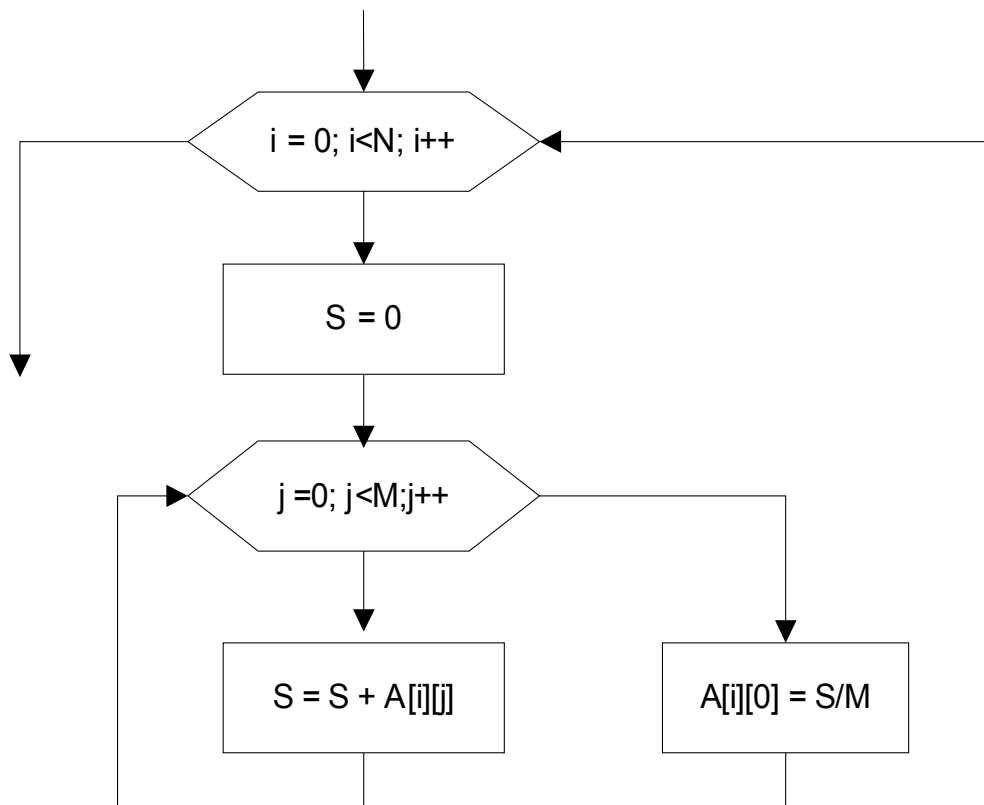 i = 0; i<N; i++
S = 0
j =0; j<M;j++
S = S + A[i][j]
A[i][0] = S/M